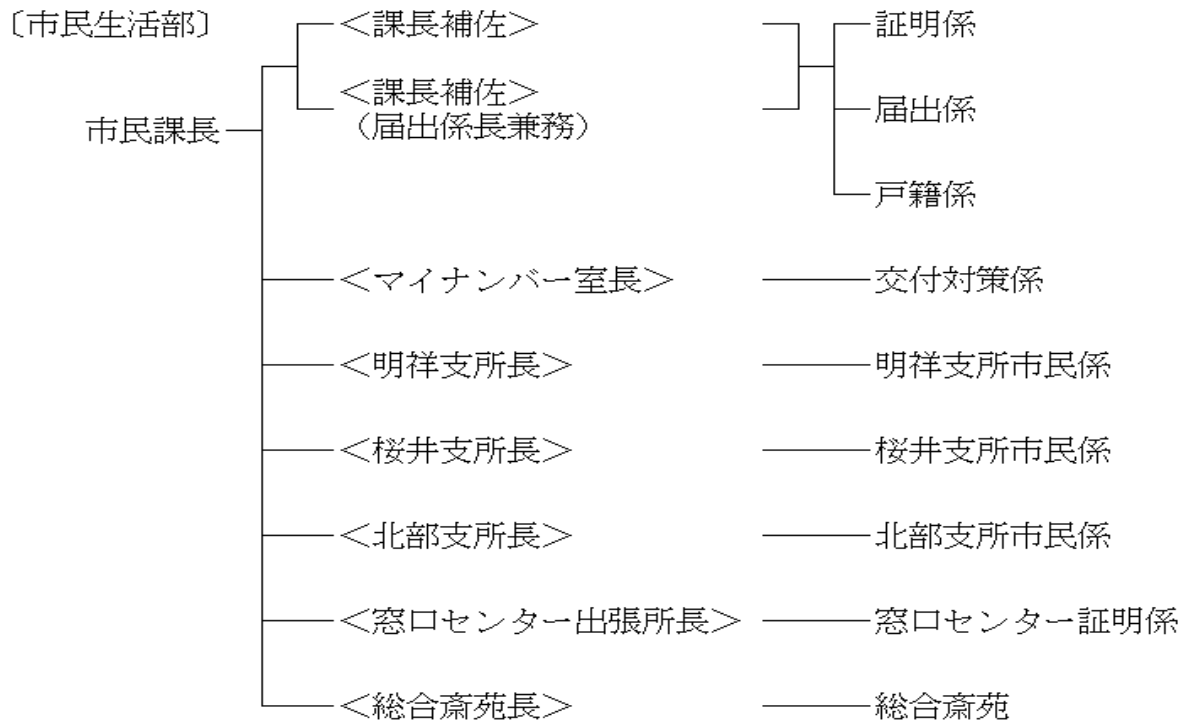 〔市民生活部〕
＜課長補佐＞
証明係
＜課長補佐＞
（届出係長兼務）
届出係
市民課長
戸籍係
＜マイナンバー室長＞
交付対策係
＜明祥支所長＞
明祥支所市民係
＜桜井支所長＞
桜井支所市民係
＜北部支所長＞
北部支所市民係
＜窓口センター出張所長＞
窓口センター証明係
＜総合斎苑長＞
総合斎苑